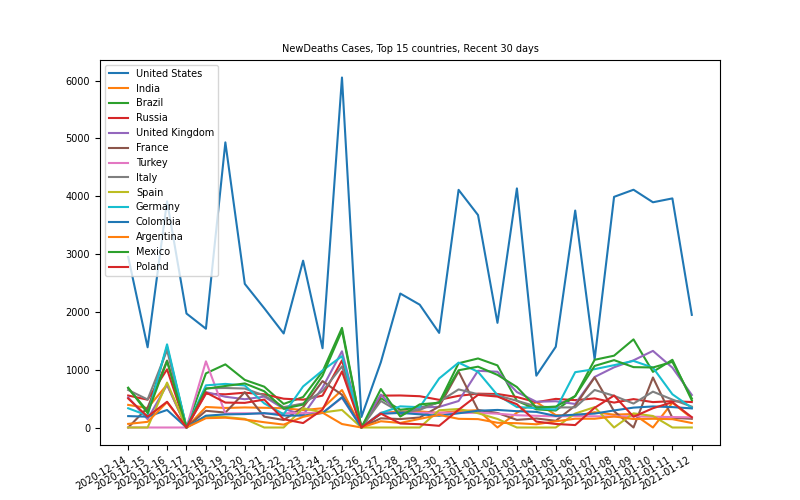 NewDeaths Cases, Top 15 countries, Recent 30 days
6000
5000
4000
3000
2000
1000
0
United States
India
Brazil
Russia
United Kingdom
France
Turkey
Italy
Spain
Germany
Colombia
Argentina
Mexico
Poland
2020-12-14
2020-12-15
2020-12-16
2020-12-17
2020-12-18
2020-12-19
2020-12-20
2020-12-21
2020-12-22
2020-12-23
2020-12-24
2020-12-25
2020-12-26
2020-12-27
2020-12-28
2020-12-29
2020-12-30
2020-12-31
2021-01-01
2021-01-02
2021-01-03
2021-01-04
2021-01-05
2021-01-06
2021-01-07
2021-01-08
2021-01-09
2021-01-10
2021-01-11
2021-01-12